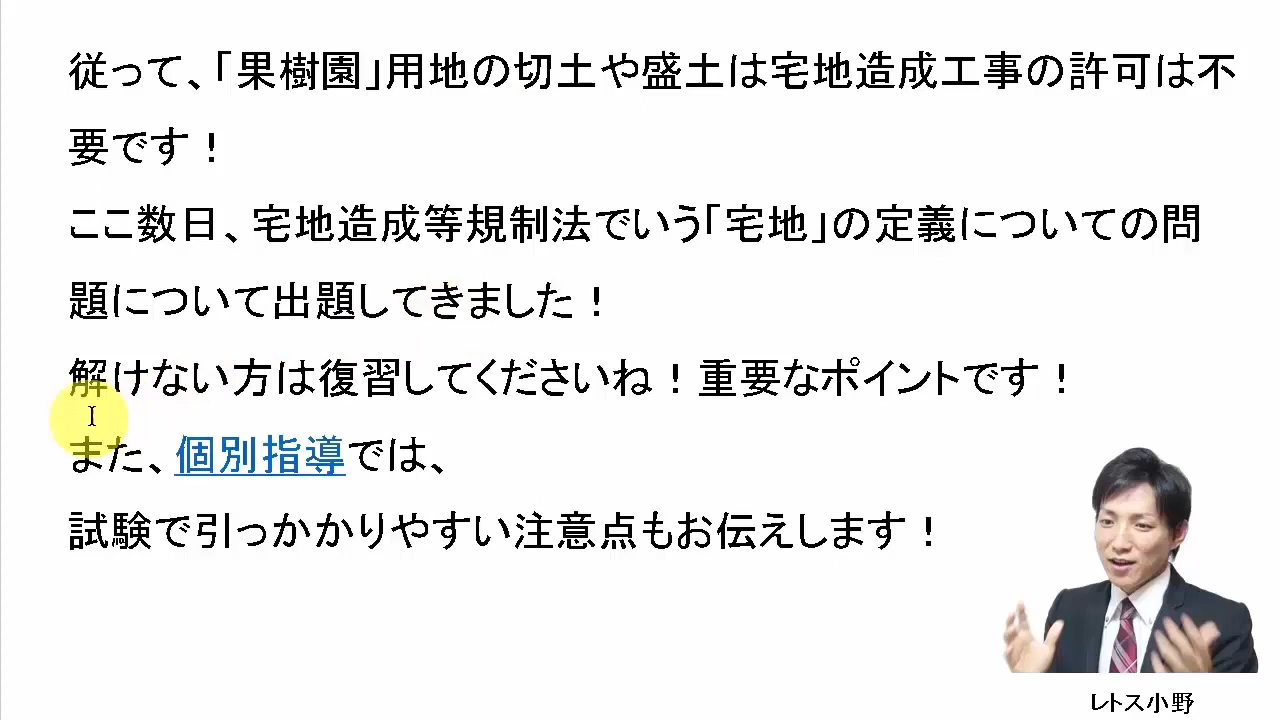 従って、「果樹園」用地の切土や盛土は宅地造成工事の許可は不
要です！
ここ数日、宅地造成等規制法でいう「宅地」の定義についての問
題について出題してきました！
解けない方は復習してくださいね！重要なポイントです！
また、個別指導では、
試験で引っかかりやすい注意点もお伝えします！
レトス小野